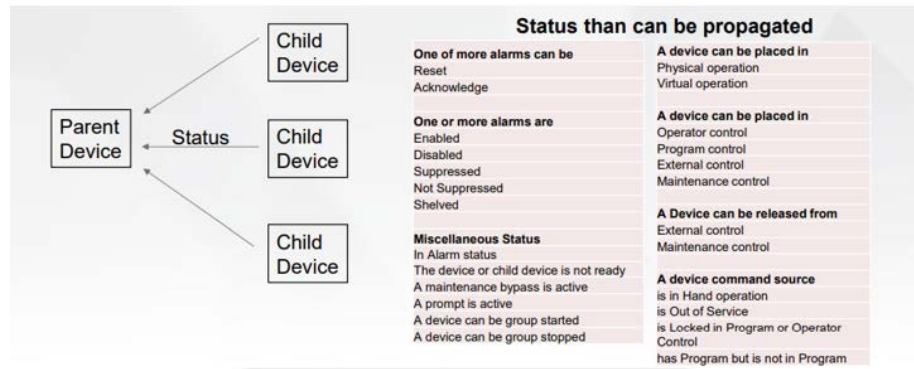 Status than can be propagated
Child
Device
Parent
Device
Status
Child
Device
Child
Device
One of more alarms can be
Reset
Acknowledge
One or more alarms are
Enabled
Disabled
Suppressed
Not Suppressed
Shelved
Miscellaneous Status
In Alarm status
The device or child device is not ready
A maintenance bypass is active
A prompt is active
A device can be group started
A device can be group stopped
A device can be placed in
Physical operation
Virtual operation
A device can be placed in
Operator control
Program control
External control
Maintenance control
A Device can be released from
External control
Maintenance control
A device command source
is in Hand operation
is Out of Service
is Locked in Program or Operator
Control
has Program but is not in Program